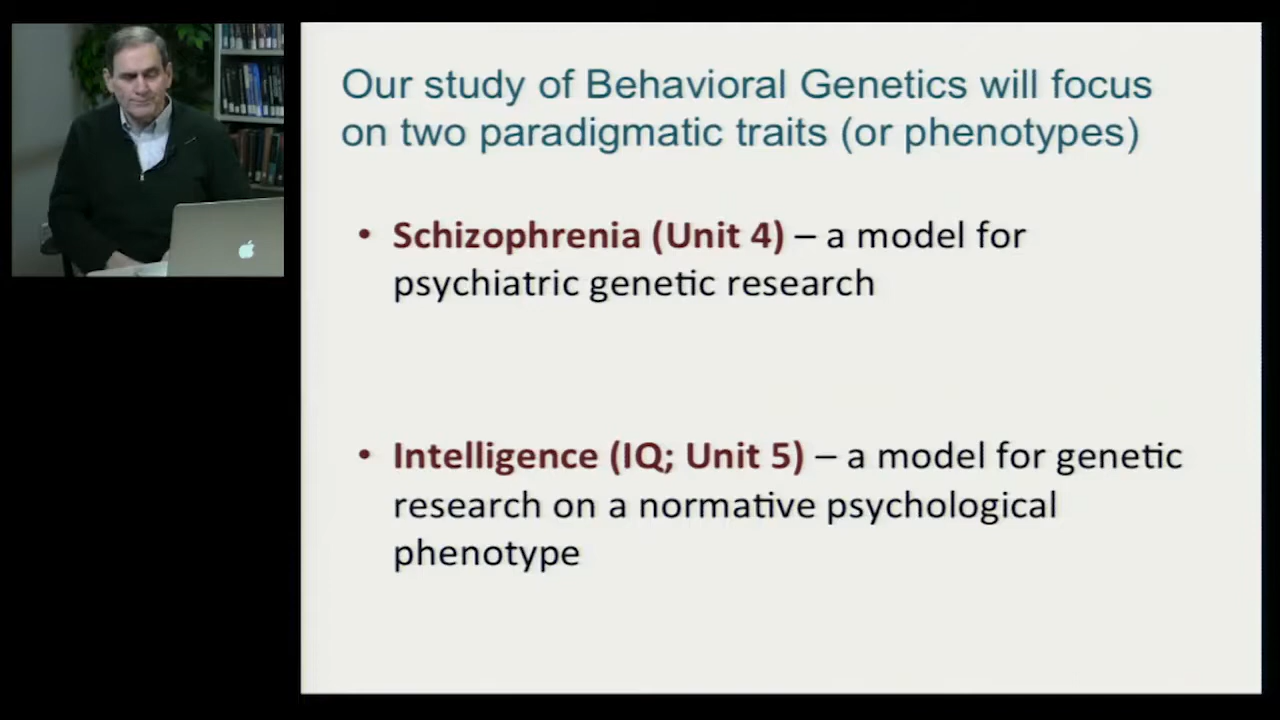 Our study of Behavioral Genetics will focus
on two paradigmatic traits (or phenotypes)
• Schizophrenia (Unit 4) – a model for
psychiatric genetic research
• Intelligence (IQ; Unit 5) – a model for genetic
research on a normative psychological
phenotype